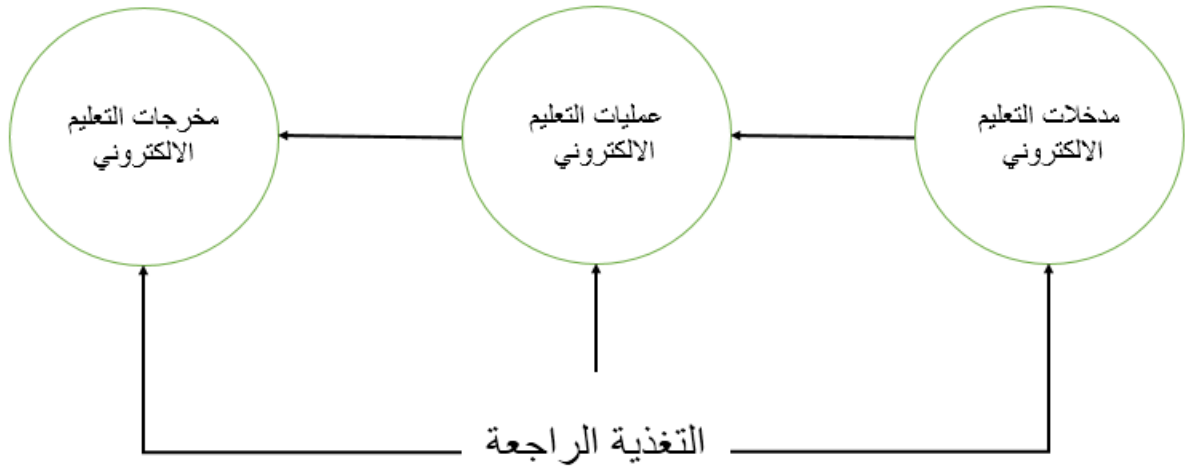 مدخلات التعليم
الالكتروني
عمليات التعليم
الالكتروني
مخرجات التعليم
الالكتروني
التغذية الراجعة